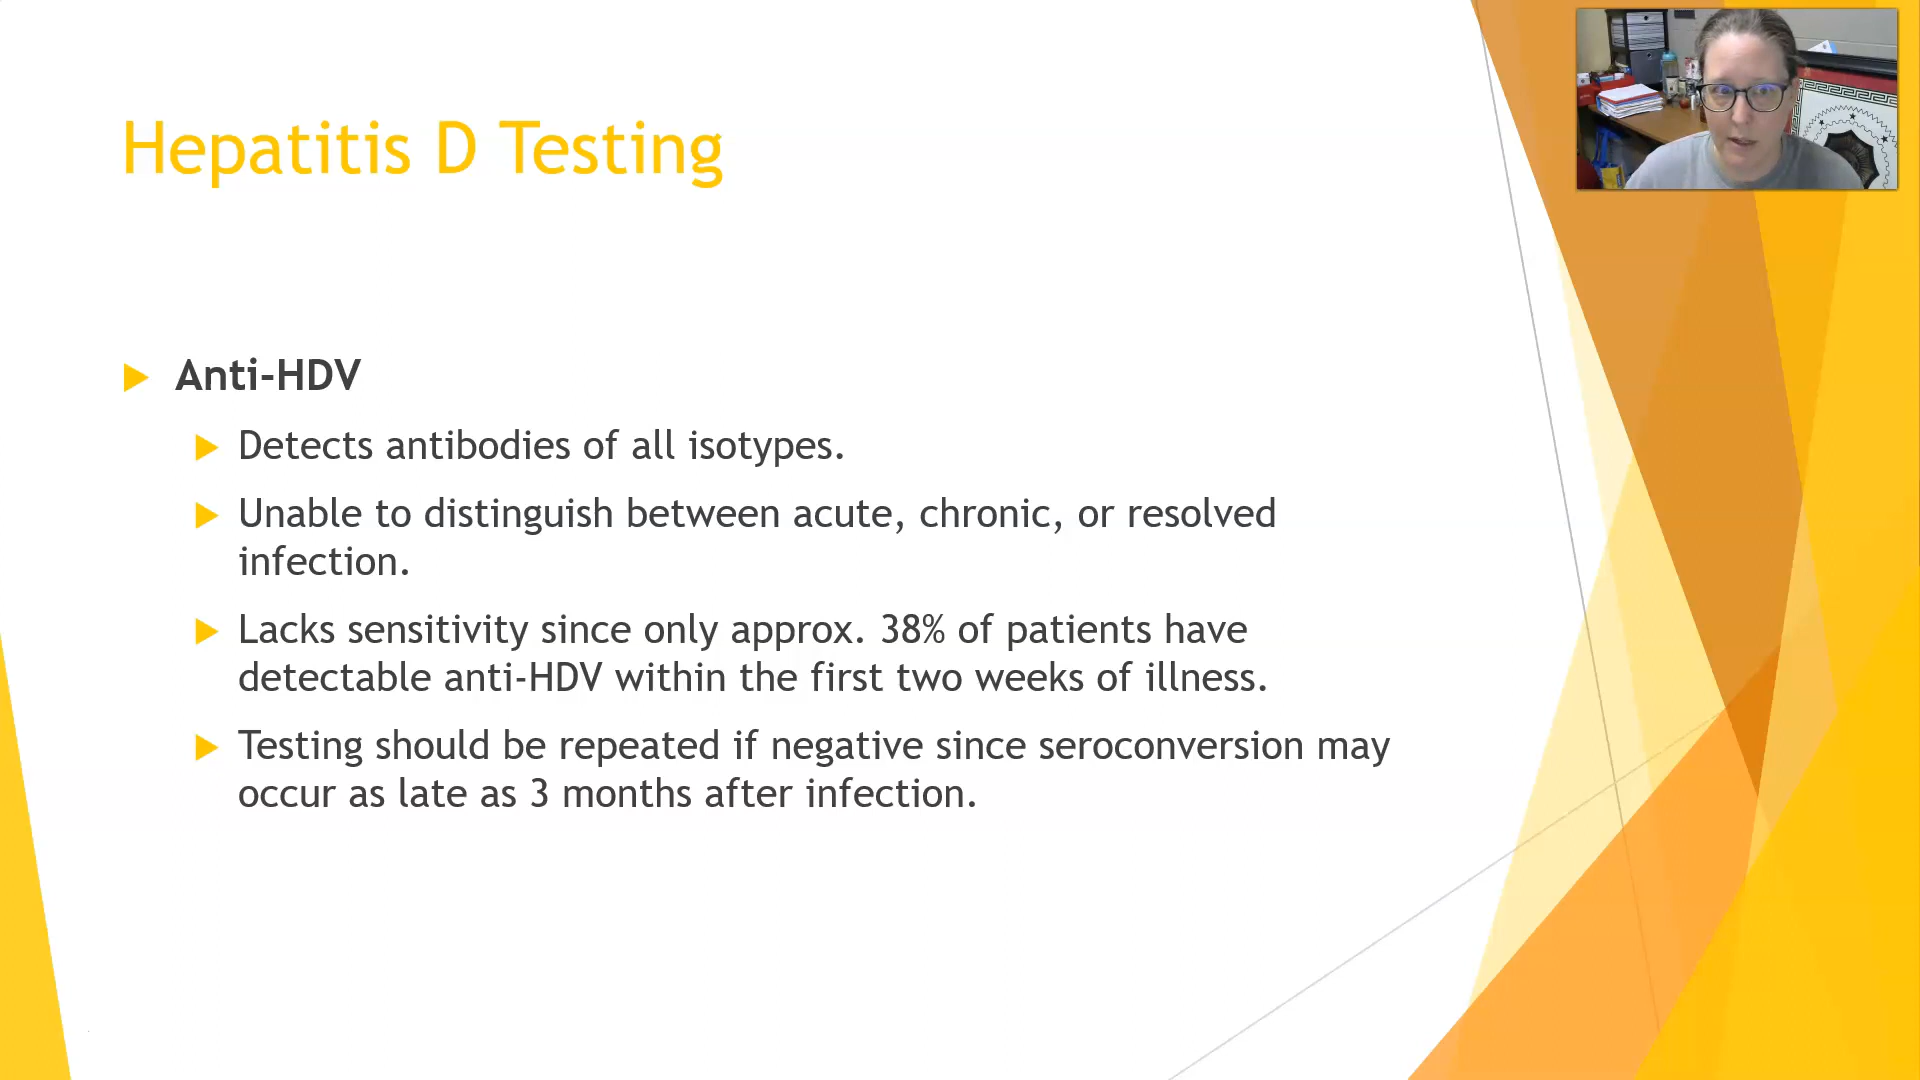 Hepatitis D Testing
Anti-HDV
Detects antibodies of all isotypes.
Unable to distinguish between acute, chronic, or resolved
infection.
Lacks sensitivity since only approx. 38% of patients have
detectable anti-HDV within the first two weeks of illness.
Testing should be repeated if negative since seroconversion may
occur as late as 3 months after infection.